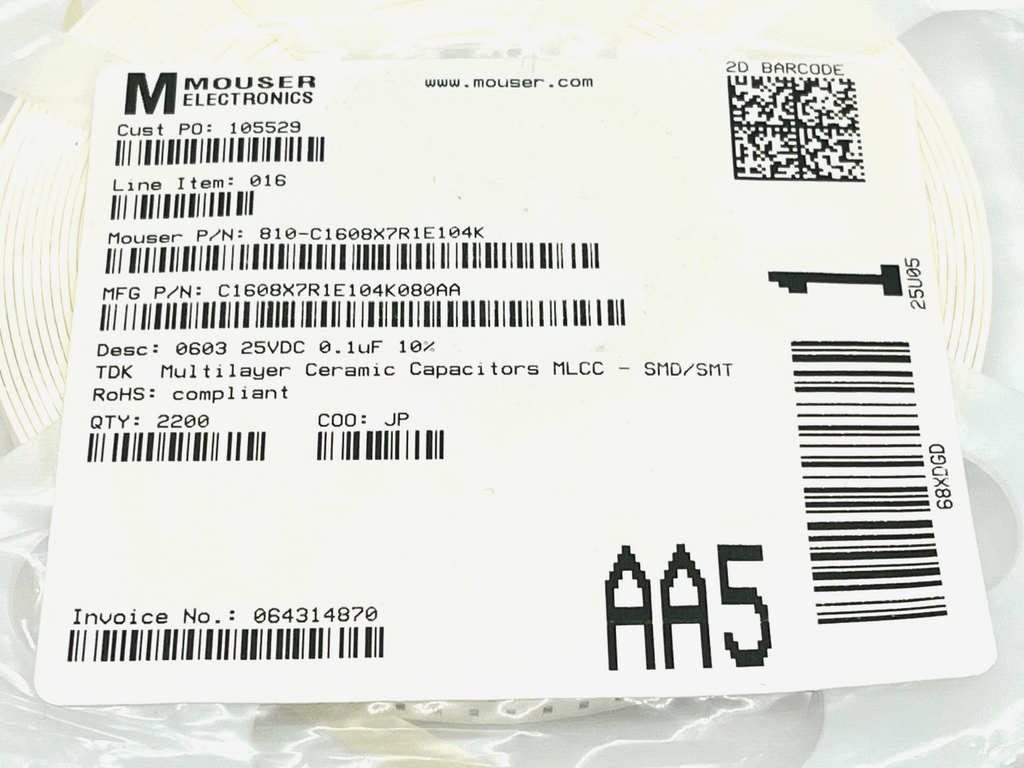 MOUSER
ELECTRONICS
www.mouser.com
2D BARCODE
Cust PO: 105529
Line Item: 016
Mouser P/N: 810-C1608X7R1E104K
MFG P/N: C1608X7R1E104K080AA
Desc: 0603 25VDC 0.1uF 10%
TDK Multilayer Ceramic Capacitors MLCC - SMD/SMT
RoHS: compliant
QTY: 2200 COO: JP
Invoice No.: 064314870
1
25U05
68XDGD
AA5